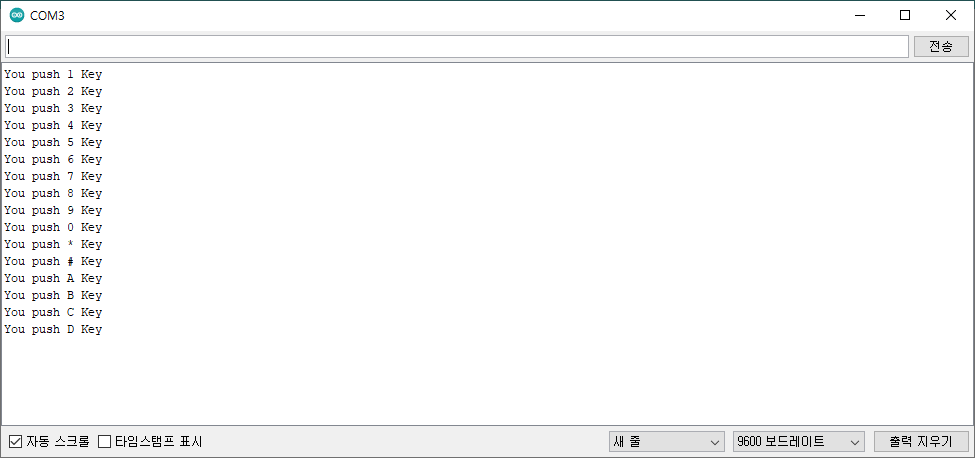 COM3
전송
You push 1 Key
You push 2 Key
You push 3 Key
You push 4 Key
You push 5 Key
You push 6 Key
You push 7 Key
You push 8 Key
You push 9 Key
You push 0 Key
You push * Key
You push # Key
You push A Key
You push B Key
You push C Key
You push D Key
자동 스크롤 타임스탬프 표시 새 줄 9600 보드레이트 출력 지우기